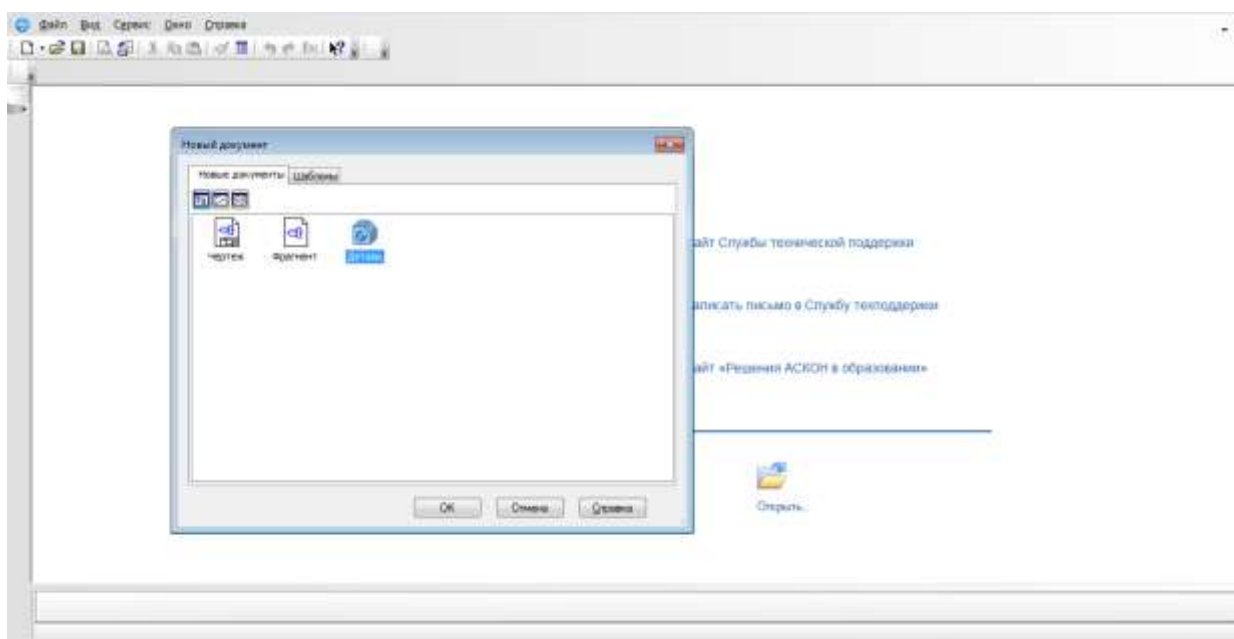 Файл Вид Сервис Окно Справка
Новый документ
Новые документы Шаблоны
Чертеж Фрагмент Деталь
айт Службы технической поддержки
аписать письмо в Службу техподдержки
айт «Решения АСКОН в образовании»
Открыть...
OK Отмена Справка